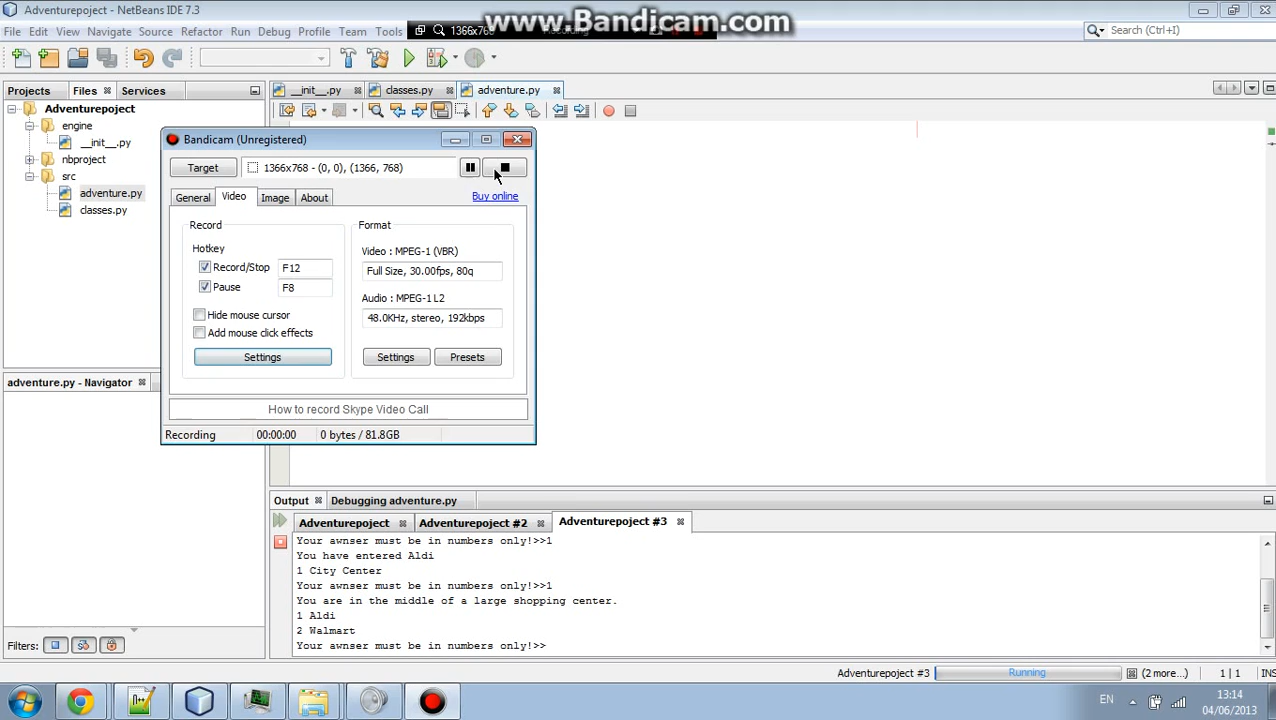 Adventurepoject - NetBeans IDE 7.3
www.Bandicam.com
File Edit View Navigate Source Refactor Run Debug Profile Team Tools
1366x768
Search (Ctrl+I)
Projects Files Services
__init__.py classes.py adventure.py
Adventurepoject
engine
__init__.py
nbproject
src
adventure.py
classes.py
Bandicam (Unregistered)
Target 1366x768 - (0, 0), (1366, 768)
General Video Image About
Buy online
Record
Hotkey
Record/Stop F12
Pause F8
Hide mouse cursor
Add mouse click effects
Settings
Format
Video : MPEG-1 (VBR)
Full Size, 30.00fps, 80q
Audio : MPEG-1 L2
48.0KHz, stereo, 192kbps
Settings Presets
How to record Skype Video Call
Recording 00:00:00 0 bytes / 81.8GB
adventure.py - Navigator
Filters:
Output Debugging adventure.py
Adventurepoject Adventurepoject #2 Adventurepoject #3
Your awnser must be in numbers only!>>1
You have entered Aldi
1 City Center
Your awnser must be in numbers only!>>1
You are in the middle of a large shopping center.
1 Aldi
2 Walmart
Your awnser must be in numbers only!>>
Adventurepoject #3 Running (2 more...) 1 | 1 INS
EN
13:14
04/06/2013